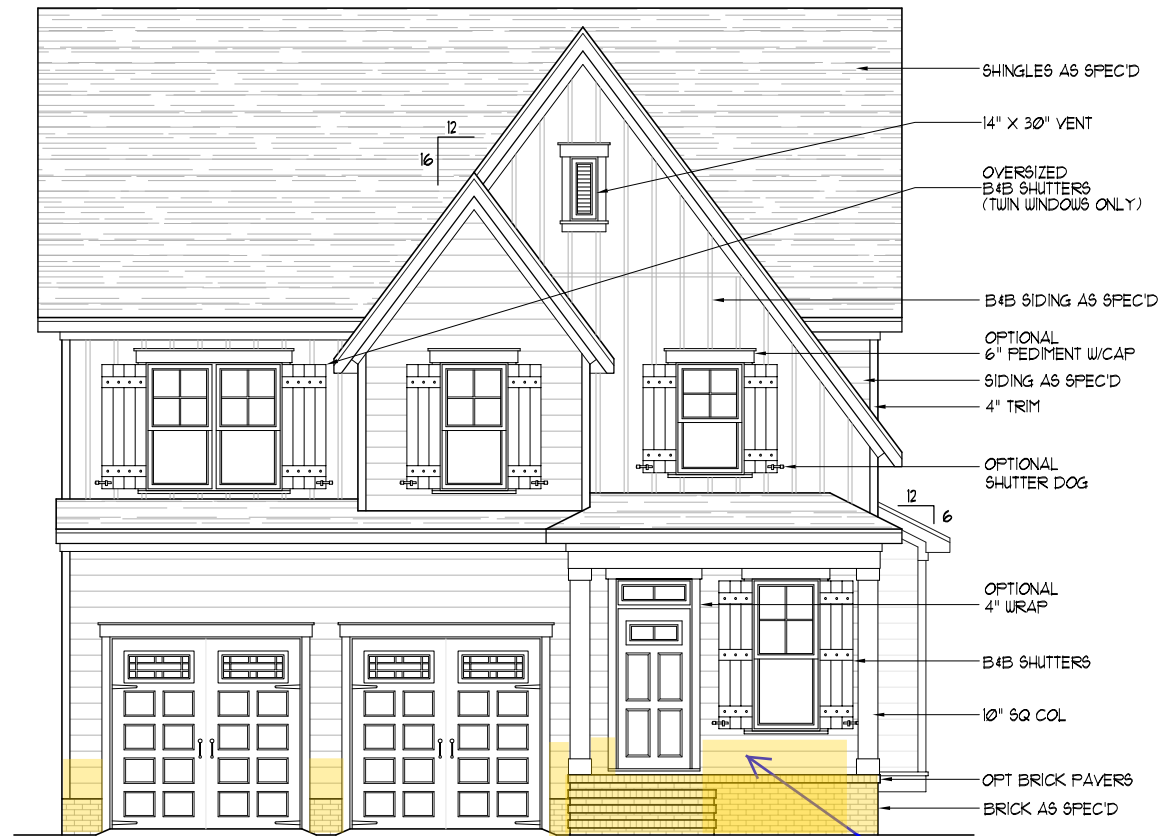 SHINGLES AS SPEC'D
12
16
14" X 30" VENT
OVERSIZED
B&B SHUTTERS
(TWIN WINDOWS ONLY)
B&B SIDING AS SPEC'D
OPTIONAL
6" PEDIMENT W/CAP
SIDING AS SPEC'D
4" TRIM
OPTIONAL
SHUTTER DOG
12
6
OPTIONAL
4" WRAP
B&B SHUTTERS
10" SQ COL
OPT BRICK PAVERS
BRICK AS SPEC'D